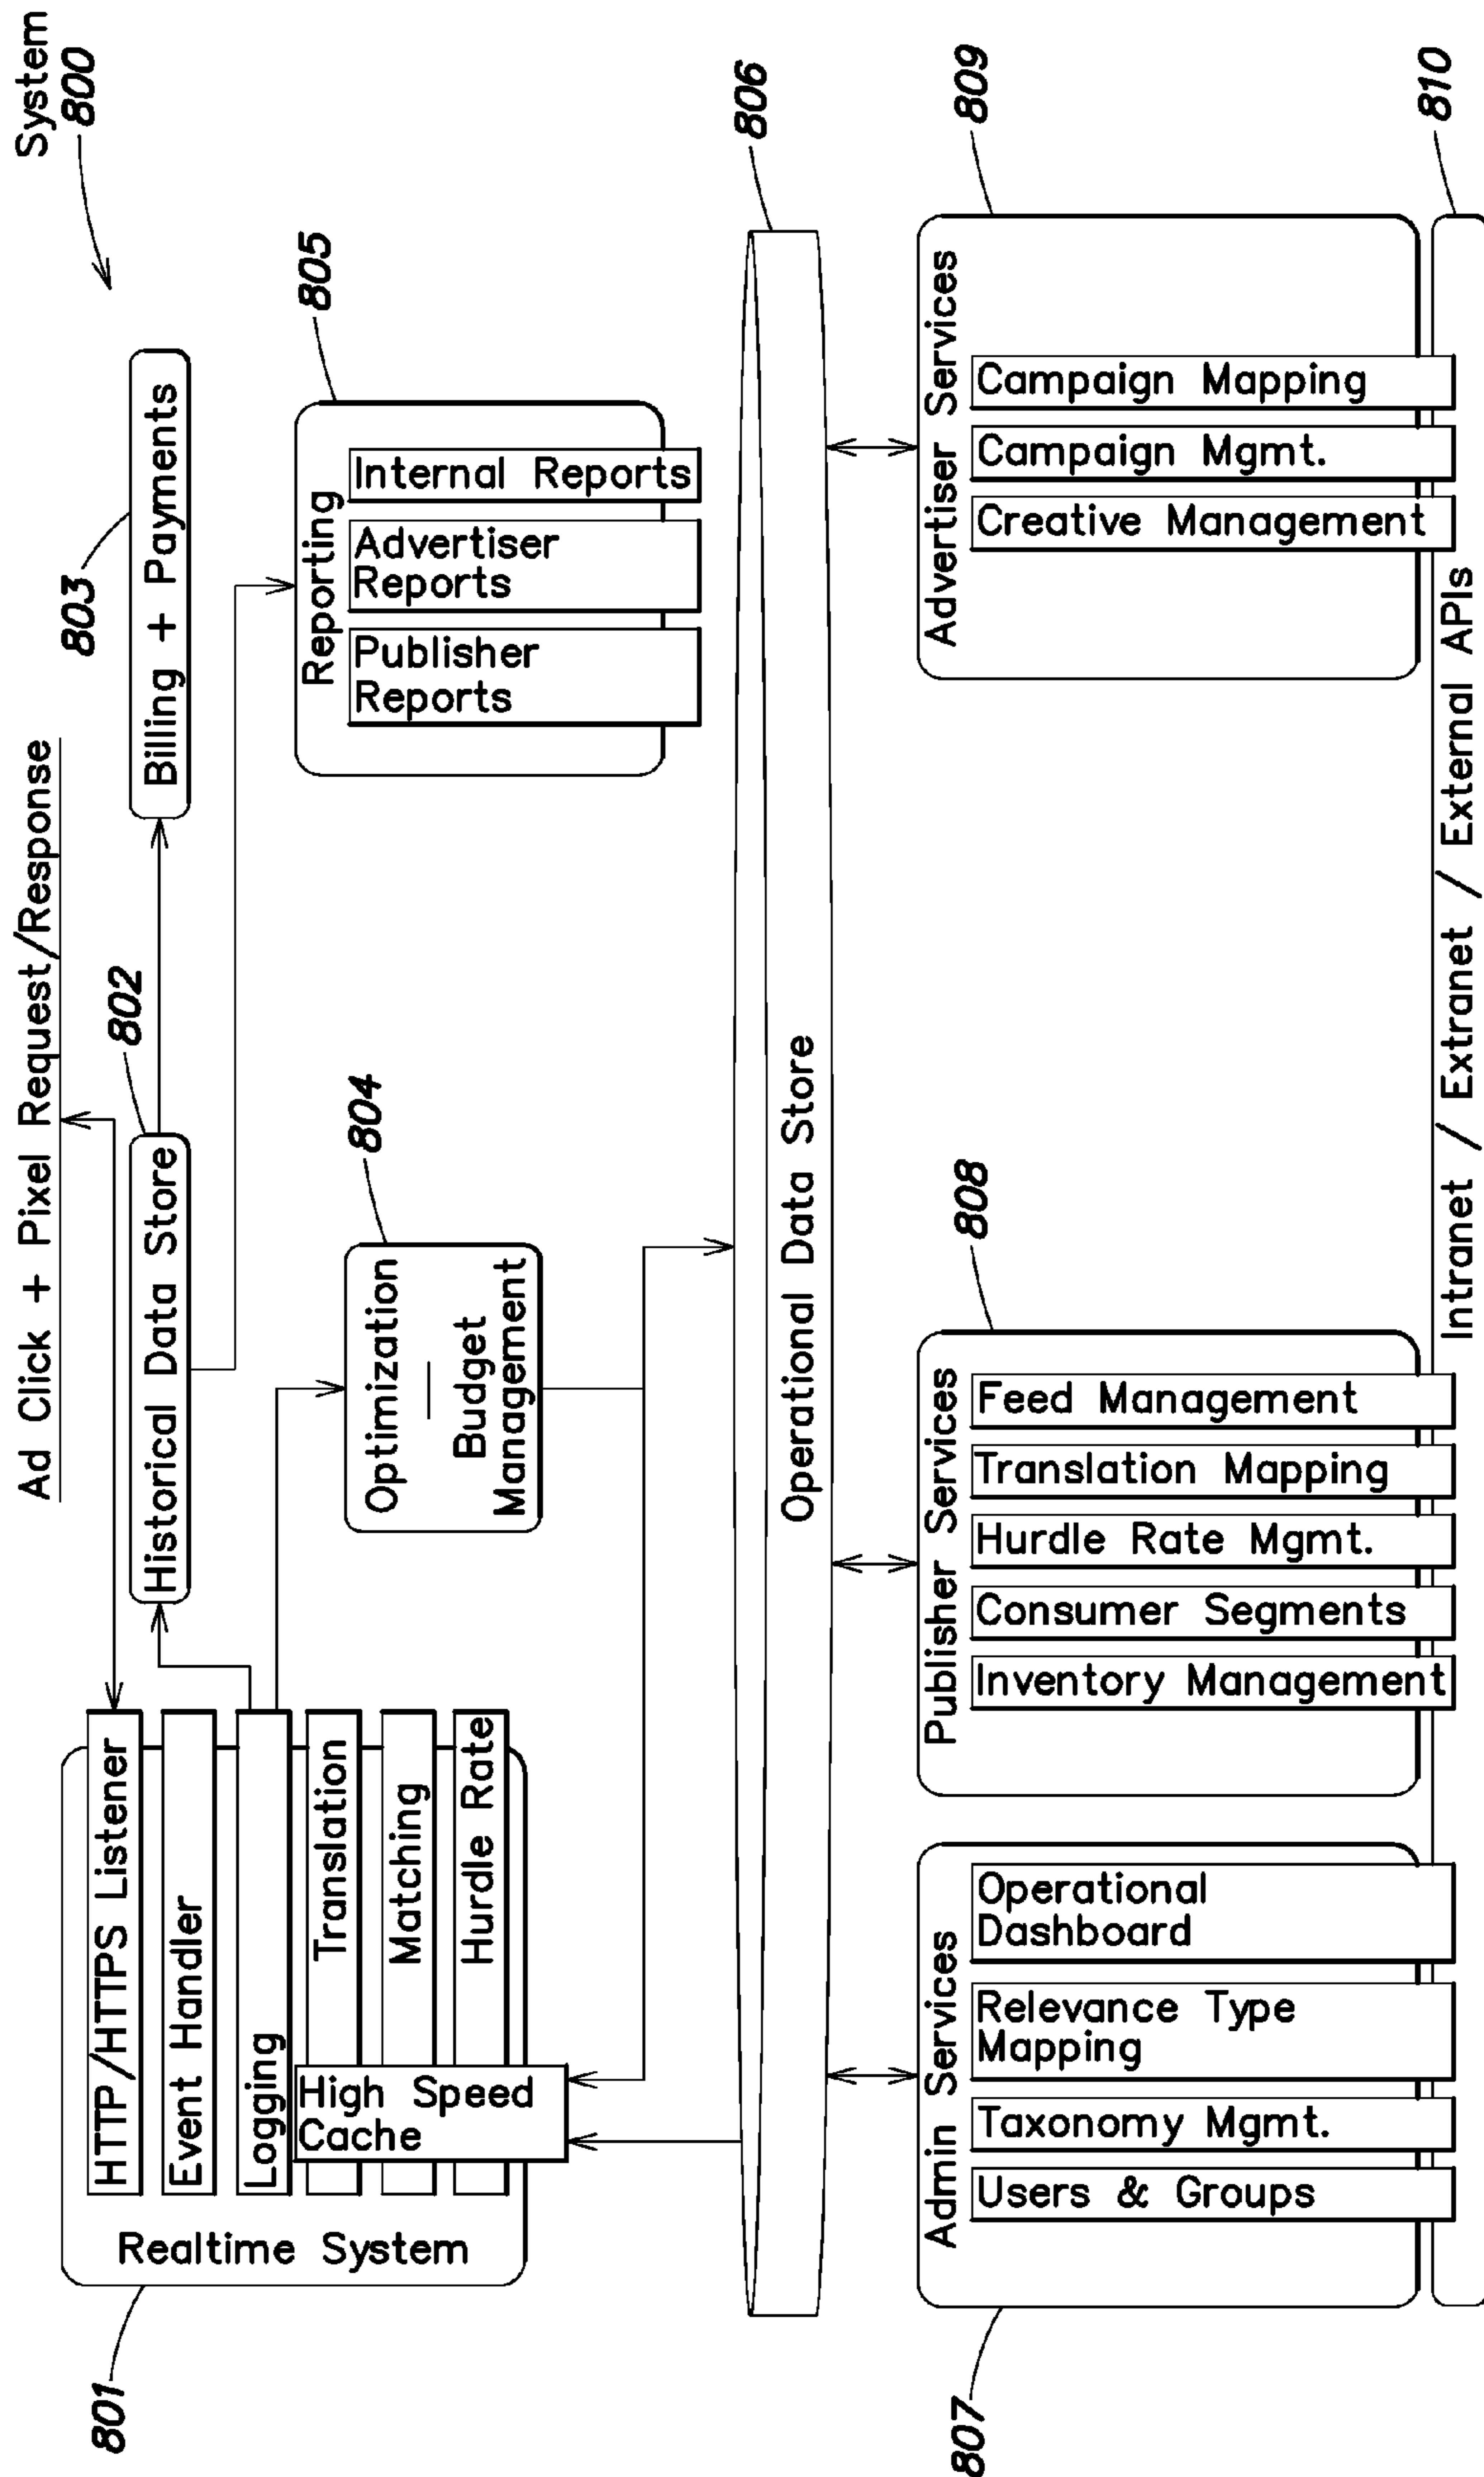 System
800
Ad Click + Pixel Request/Response
801
Realtime System
HTTP/HTTPS Listener
Event Handler
Logging
Translation
Matching
Hurdle Rate
High Speed
Cache
802
Historical Data Store
803
Billing + Payments
804
Optimization
Budget
Management
805
Reporting
Publisher
Reports
Advertiser
Reports
Internal Reports
806
Operational Data Store
807
Admin Services
Users & Groups
Taxonomy Mgmt.
Relevance Type
Mapping
Operational
Dashboard
808
Publisher Services
Inventory Management
Consumer Segments
Hurdle Rate Mgmt.
Translation Mapping
Feed Management
809
Advertiser Services
Creative Management
Campaign Mgmt.
Campaign Mapping
810
Intranet / Extranet / External APIs